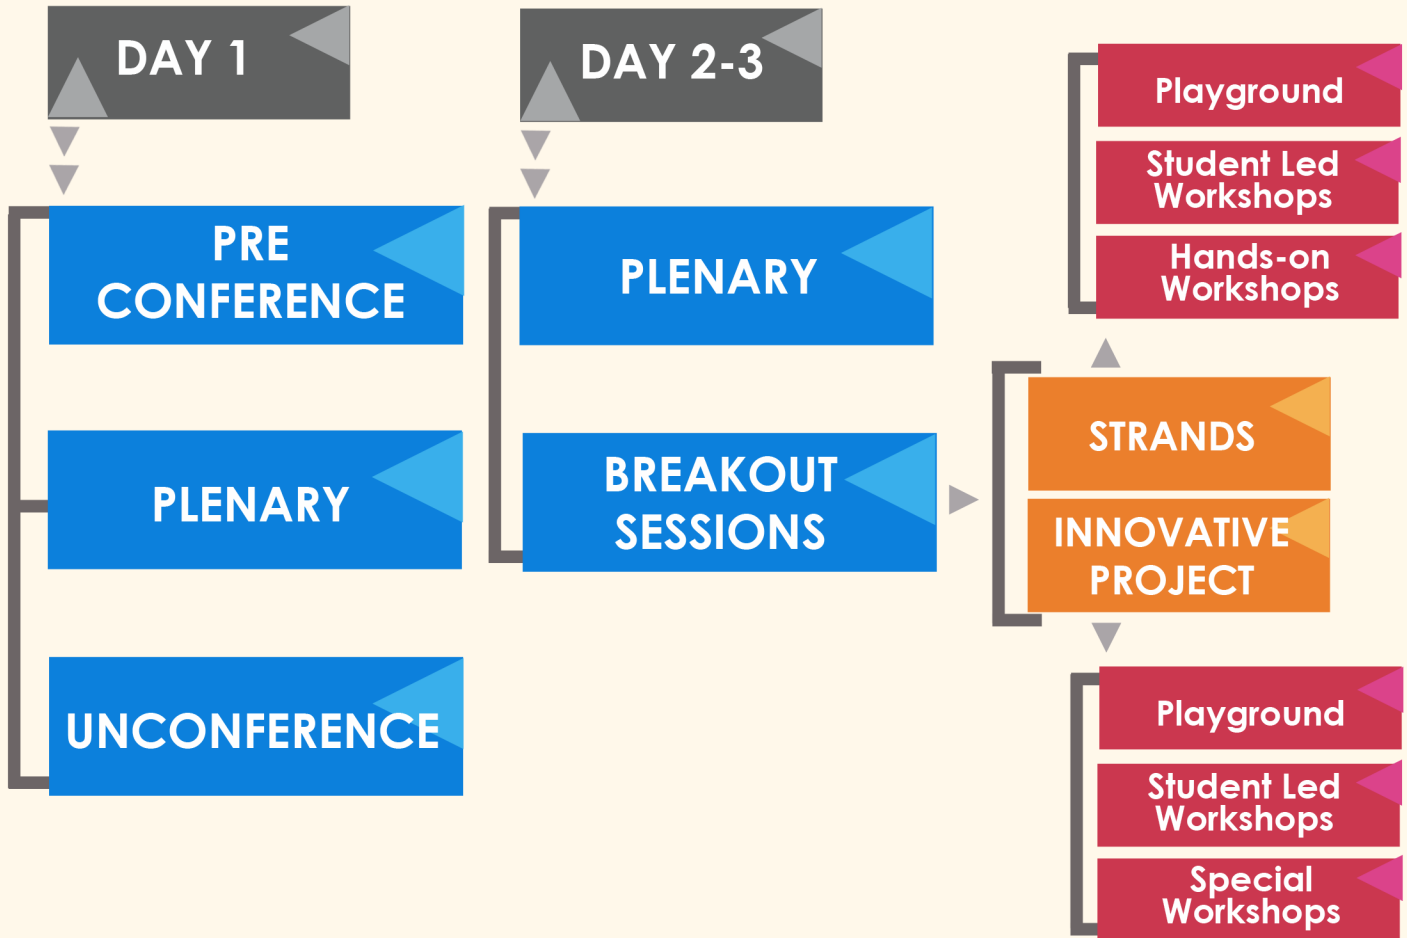 DAY 1
PRE
CONFERENCE
PLENARY
UNCONFERENCE
DAY 2-3
PLENARY
BREAKOUT
SESSIONS
STRANDS
INNOVATIVE
PROJECT
Playground
Student Led
Workshops
Hands-on
Workshops
Playground
Student Led
Workshops
Special
Workshops